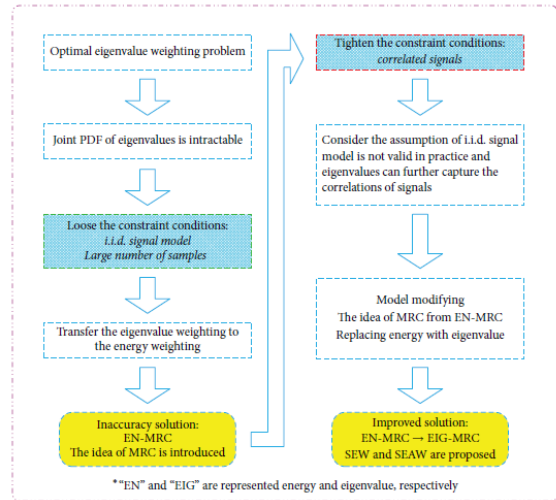 Optimal eigenvalue weighting problem
Joint PDF of eigenvalues is intractable
Loose the constraint conditions:
i.i.d. signal model
Large number of samples
Transfer the eigenvalue weighting to
the energy weighting
Inaccuracy solution:
EN-MRC
The idea of MRC is introduced
Tighten the constraint conditions:
correlated signals
Consider the assumption of i.i.d. signal
model is not valid in practice and
eigenvalues can further capture the
correlations of signals
Model modifying
The idea of MRC from EN-MRC
Replacing energy with eigenvalue
Improved solution:
EN-MRC → EIG-MRC
SEW and SEAW are proposed
*“EN” and “EIG” are represented energy and eigenvalue, respectively